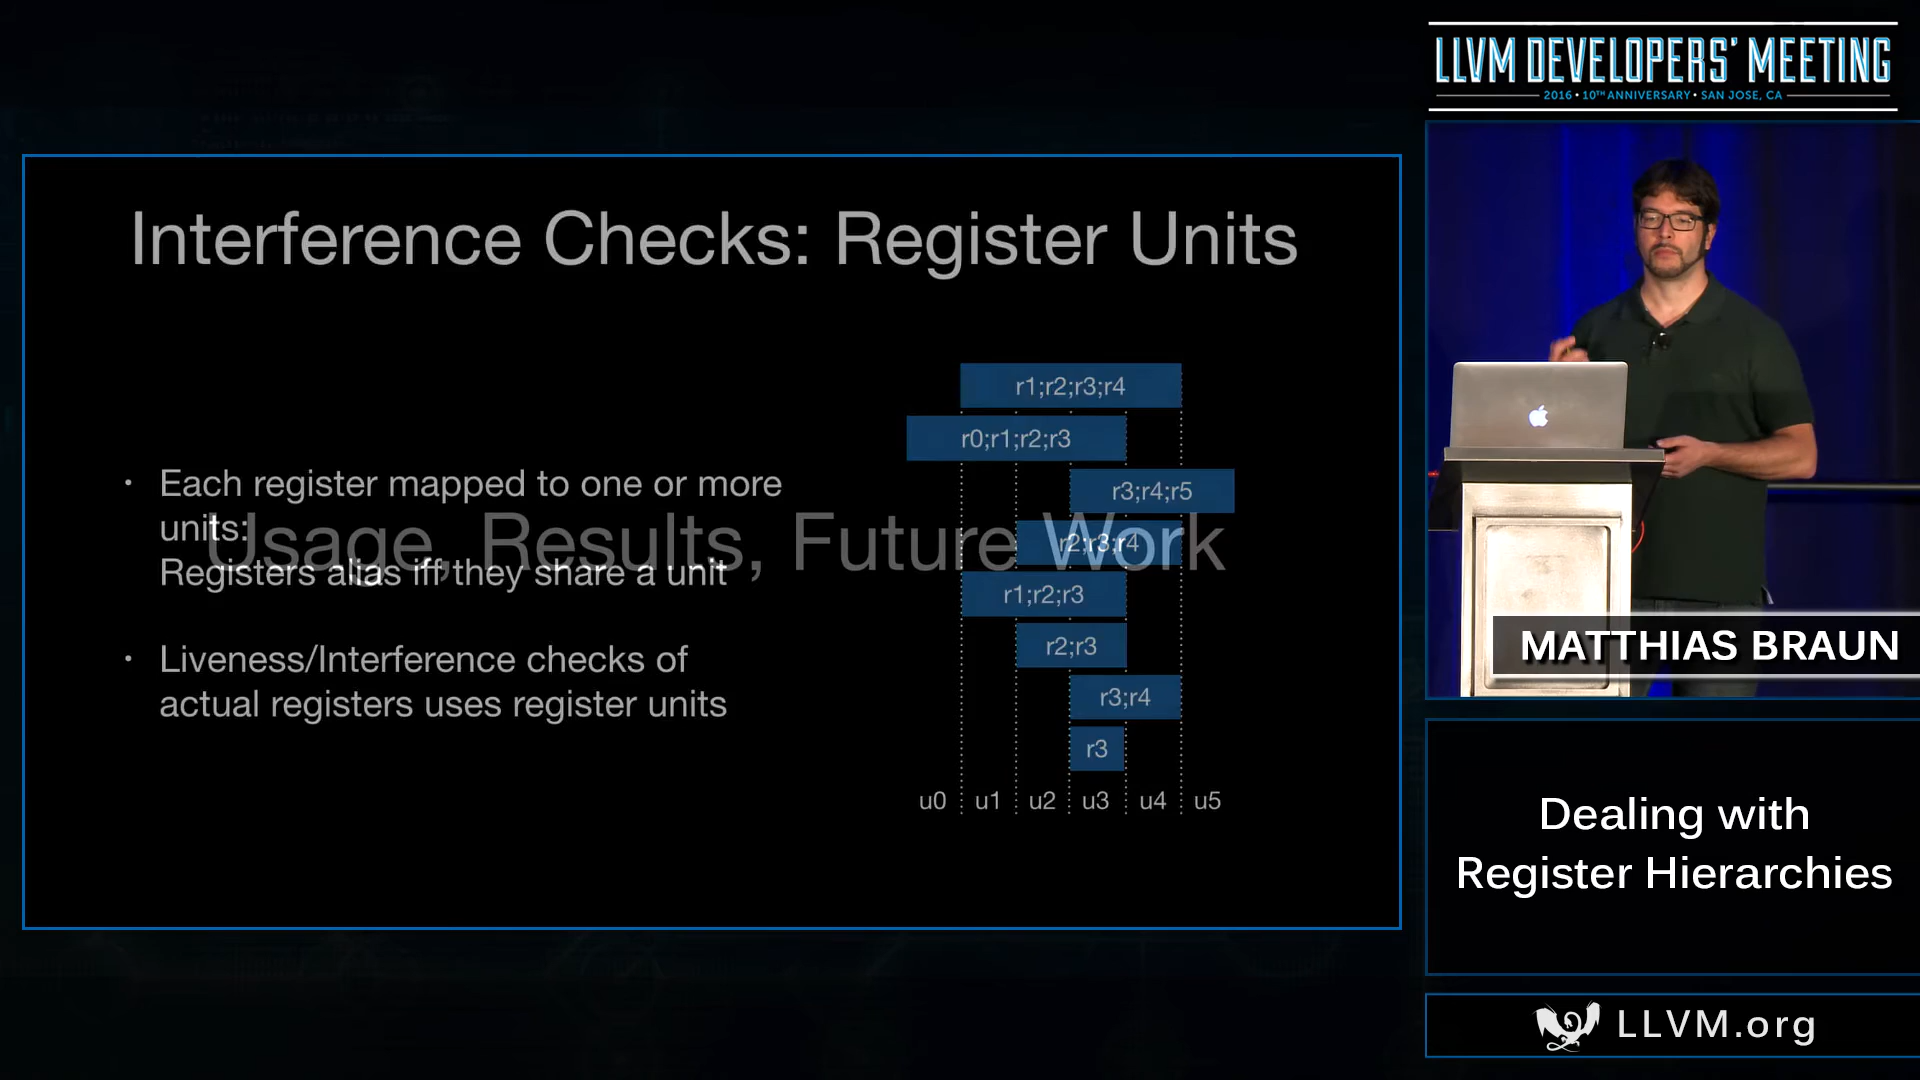 LLVM DEVELOPERS' MEETING
2016 • 10TH ANNIVERSARY • SAN JOSE, CA
Interference Checks: Register Units
• Each register mapped to one or more
units:
Registers alias iff they share a unit
• Liveness/Interference checks of
actual registers uses register units
Usage, Results, Future Work
r1;r2;r3;r4
r0;r1;r2;r3
r3;r4;r5
r2;r3;r4
r1;r2;r3
r2;r3
r3;r4
r3
u0 u1 u2 u3 u4 u5
MATTHIAS BRAUN
Dealing with
Register Hierarchies
LLVM.org